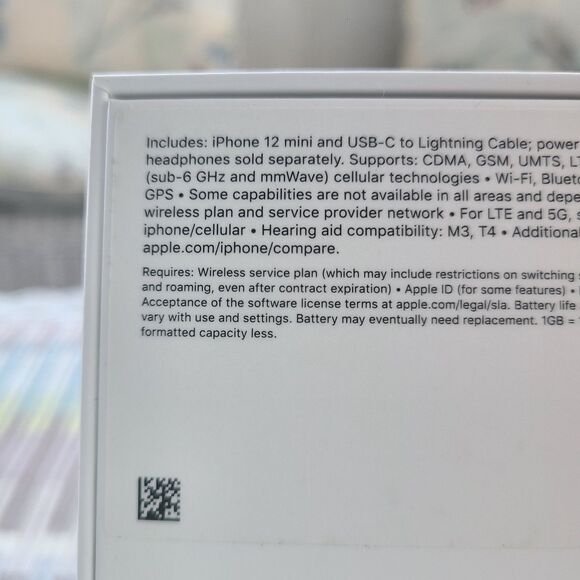 Includes: iPhone 12 mini and USB-C to Lightning Cable; power
headphones sold separately. Supports: CDMA, GSM, UMTS,
(sub-6 GHz and mmWave) cellular technologies • Wi-Fi,
GPS • Some capabilities are not available in all areas and
wireless plan and service provider network • For LTE and 5G,
iphone/cellular • Hearing aid compatibility: M3, T4 •
apple.com/iphone/compare.
Requires: Wireless service plan (which may include restrictions on switching
and roaming, even after contract expiration) • Apple ID (for some features) •
Acceptance of the software license terms at apple.com/legal/sla. Battery life
vary with use and settings. Battery may eventually need replacement. 1GB =
formatted capacity less.